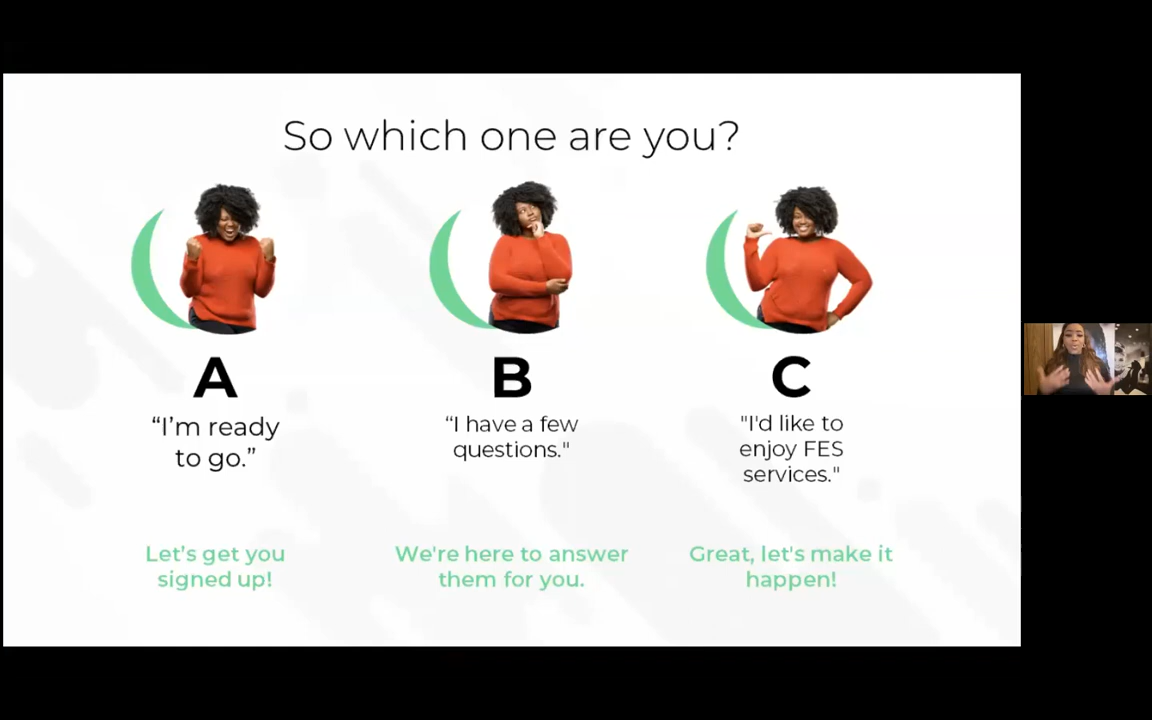 So which one are you?
A
“I’m ready
to go.”
B
“I have a few
questions."
C
"I'd like to
enjoy FES
services."
Let’s get you
signed up!
We're here to answer
them for you.
Great, let's make it
happen!